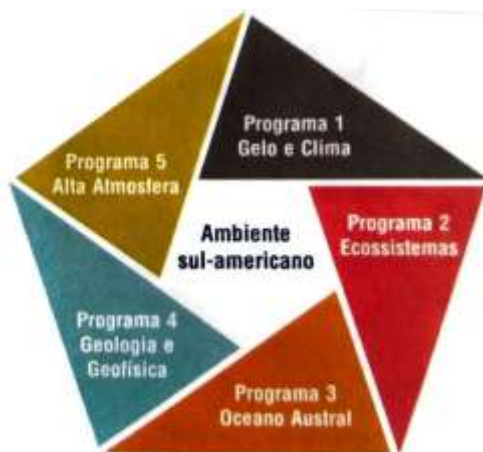 Programa 1
Gelo e Clima
Programa 2
Ecossistemas
Programa 3
Oceano Austral
Programa 4
Geologia e
Geofísica
Programa 5
Alta Atmosfera
Ambiente
sul-americano